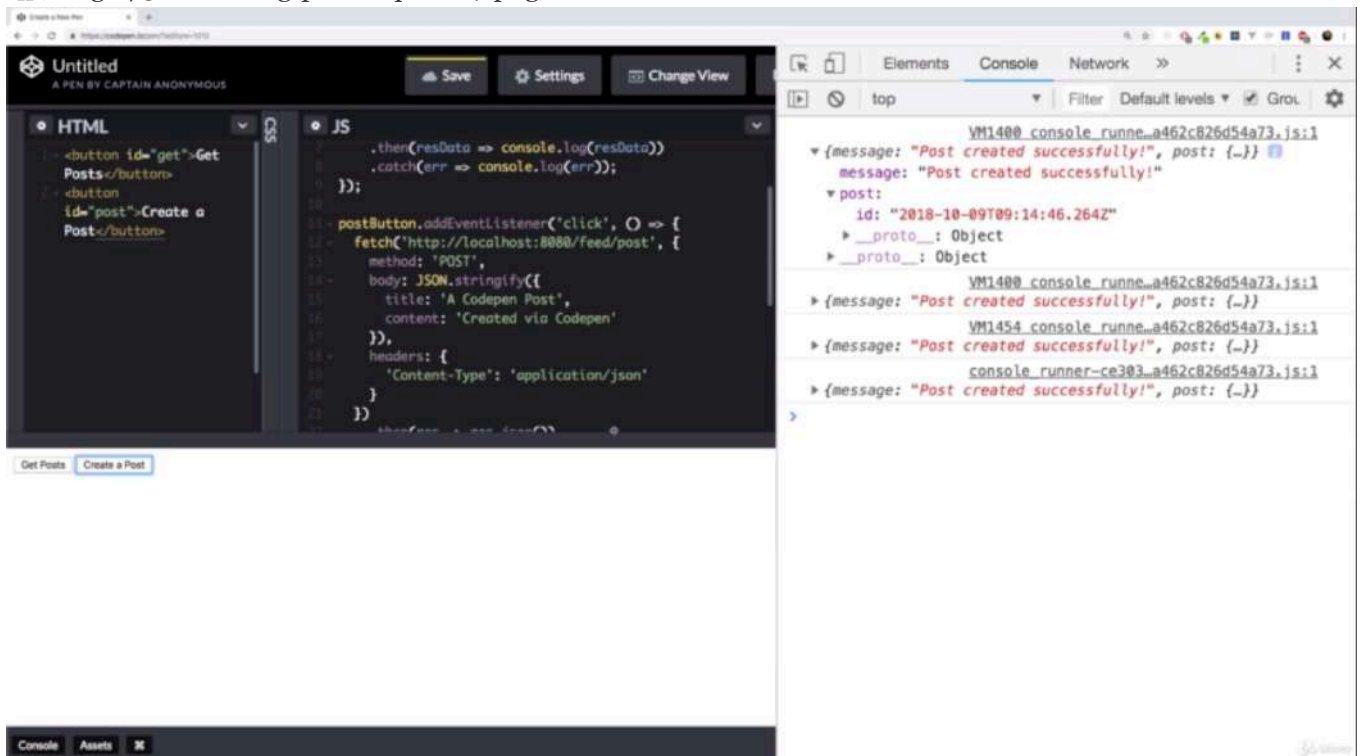 Create a New Pen
Untitled
A PEN BY CAPTAIN ANONYMOUS
Save
Settings
Change View
HTML
<button id="get">Get
Posts</button>
<button
id="post">Create a
Post</button>
CSS
JS
.then(resData => console.log(resData))
.catch(err => console.log(err));
});
postButton.addEventListener('click', () => {
fetch('http://localhost:8080/feed/post', {
method: 'POST',
body: JSON.stringify({
title: 'A Codepen Post',
content: 'Created via Codepen'
}),
headers: {
'Content-Type': 'application/json'
}
})
Get Posts
Create a Post
Console
Assets
⌘
Elements
Console
Network
»
top
Filter
Default levels
Grou
VM1400 console_runne…a462c826d54a73.js:1
{message: "Post created successfully!", post: {…}}
message: "Post created successfully!"
post:
id: "2018-10-09T09:14:46.264Z"
__proto__: Object
__proto__: Object
VM1400 console_runne…a462c826d54a73.js:1
{message: "Post created successfully!", post: {…}}
VM1454 console_runne…a462c826d54a73.js:1
{message: "Post created successfully!", post: {…}}
console_runner-ce303…a462c826d54a73.js:1
{message: "Post created successfully!", post: {…}}
>